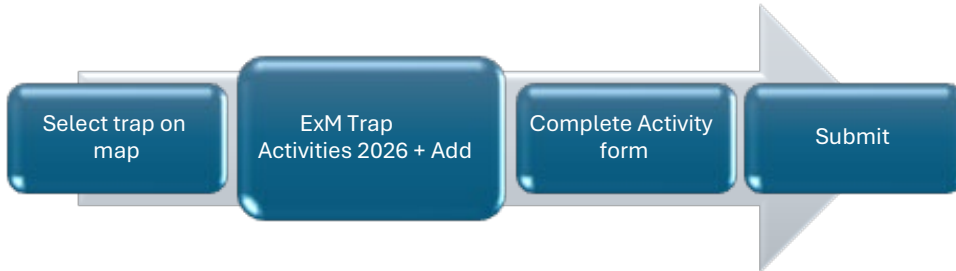 Select trap on
map
ExM Trap
Activities 2026 + Add
Complete Activity
form
Submit